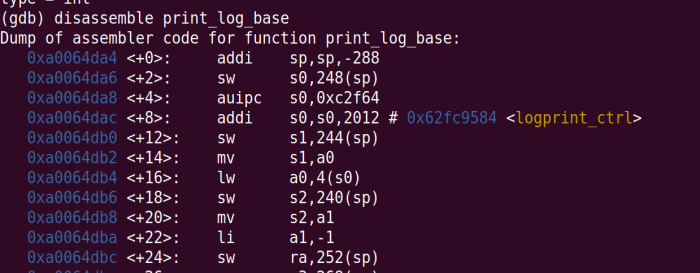 type = int
(gdb) disassemble print_log_base
Dump of assembler code for function print_log_base:
0xa0064da4 <+0>: addi sp,sp,-288
0xa0064da6 <+2>: sw s0,248(sp)
0xa0064da8 <+4>: auipc s0,0xc2f64
0xa0064dac <+8>: addi s0,s0,2012 # 0x62fc9584 <logprint_ctrl>
0xa0064db0 <+12>: sw s1,244(sp)
0xa0064db2 <+14>: mv s1,a0
0xa0064db4 <+16>: lw a0,4(s0)
0xa0064db6 <+18>: sw s2,240(sp)
0xa0064db8 <+20>: mv s2,a1
0xa0064dba <+22>: li a1,-1
0xa0064dbc <+24>: sw ra,252(sp)